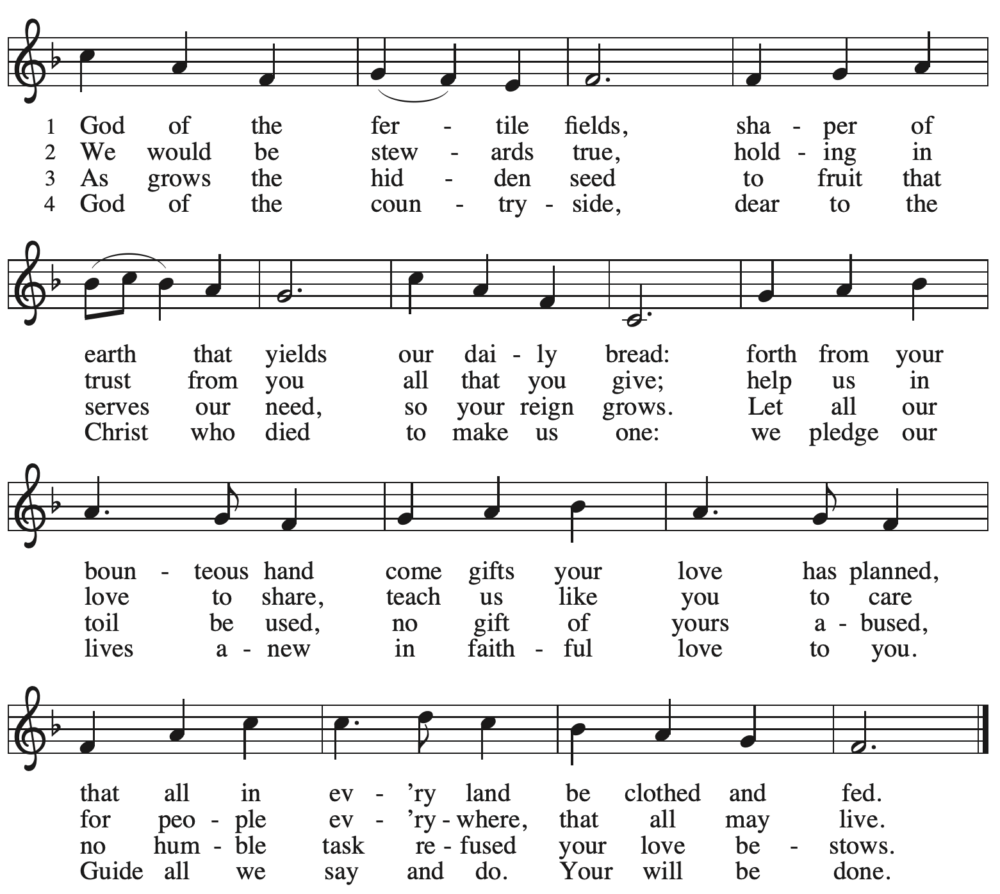 1 God of the fer - tile fields, sha - per of
2 We would be stew - ards true, hold - ing in
3 As grows the hid - den seed to fruit that
4 God of the coun - try - side, dear to the
earth that yields our dai - ly bread: forth from your
trust from you all that you give; help us in
serves our need, so your reign grows. Let all our
Christ who died to make us one: we pledge our
boun - teous hand come gifts your love has planned,
love to share, teach us like you to care
toil be used, no gift of yours a - bused,
lives a - new in faith - ful love to you.
that all in ev - ’ry land be clothed and fed.
for peo - ple ev - ’ry - where, that all may live.
no hum - ble task re - fused your love be - stows.
Guide all we say and do. Your will be done.